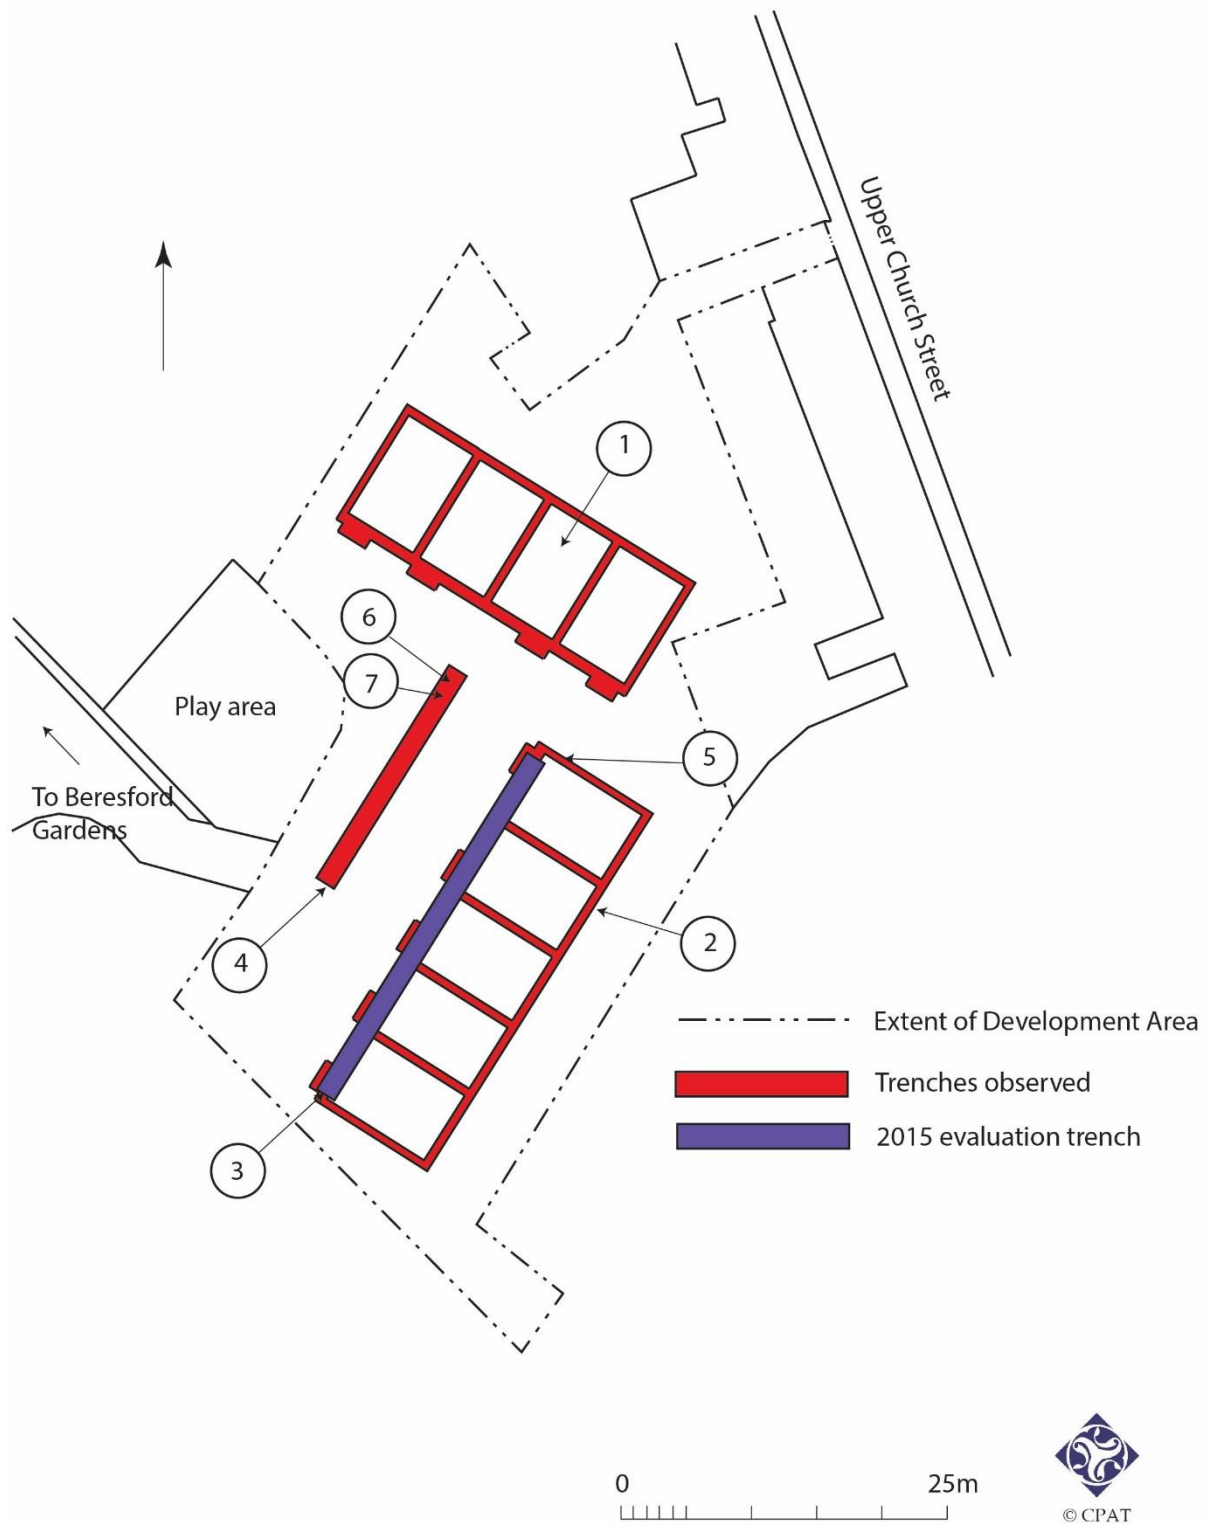 Upper Church Street
1
6
7
Play area
5
To Beresford
Gardens
2
4
Extent of Development Area
Trenches observed
2015 evaluation trench
3
0 25m
© CPAT